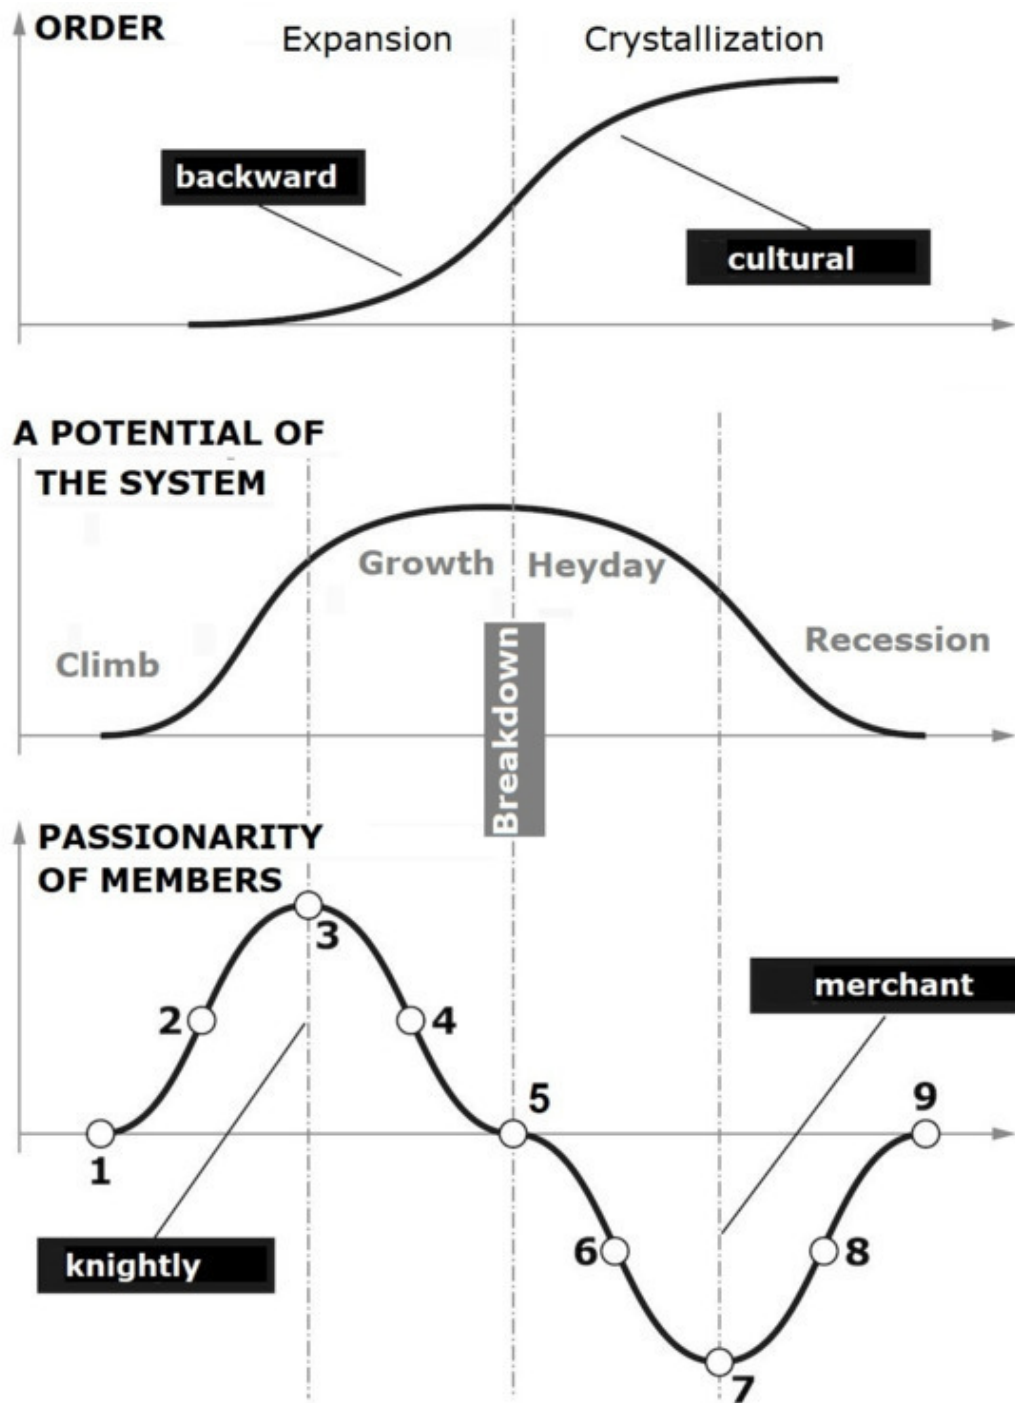 ORDER
Expansion
Crystallization
backward
cultural
A POTENTIAL OF
THE SYSTEM
Growth
Heyday
Climb
Recession
Breakdown
PASSIONARITY
OF MEMBERS
3
2
4
merchant
5
9
1
6
8
knightly
7